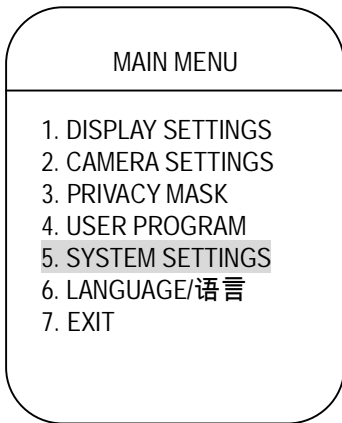 MAIN MENU
1. DISPLAY SETTINGS
2. CAMERA SETTINGS
3. PRIVACY MASK
4. USER PROGRAM
5. SYSTEM SETTINGS
6. LANGUAGE/语言
7. EXIT